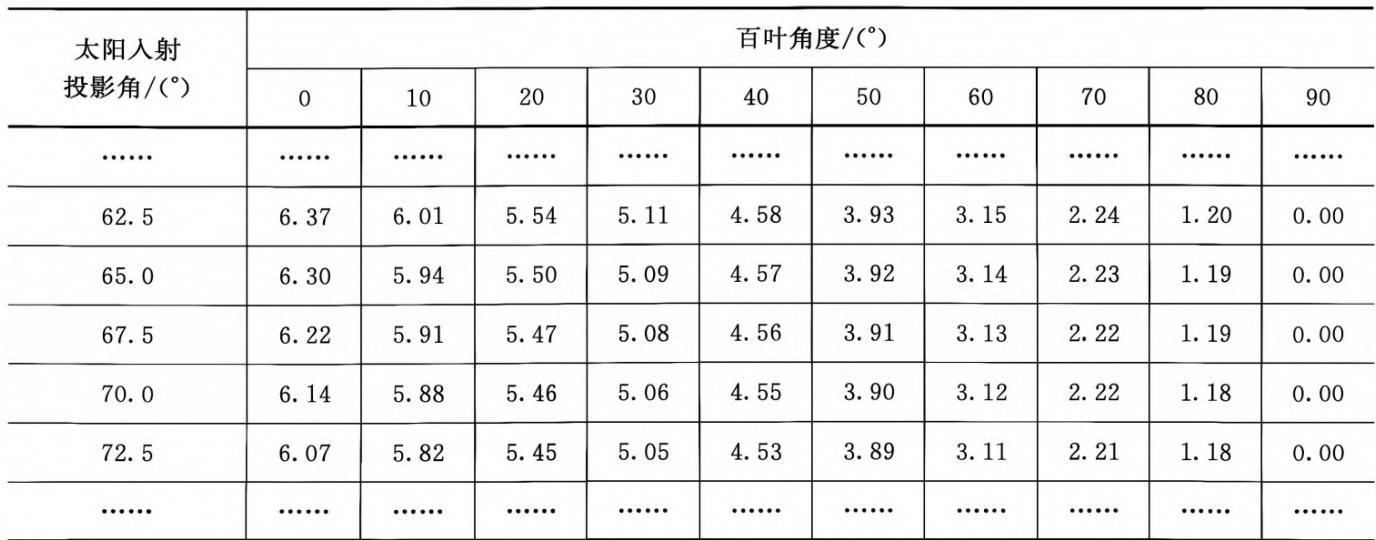 太阳入射
投影角/(°)
百叶角度/(°)
0 10 20 30 40 50 60 70 80 90
…… …… …… …… …… …… …… …… …… …… ……
62.5 6.37 6.01 5.54 5.11 4.58 3.93 3.15 2.24 1.20 0.00
65.0 6.30 5.94 5.50 5.09 4.57 3.92 3.14 2.23 1.19 0.00
67.5 6.22 5.91 5.47 5.08 4.56 3.91 3.13 2.22 1.19 0.00
70.0 6.14 5.88 5.46 5.06 4.55 3.90 3.12 2.22 1.18 0.00
72.5 6.07 5.82 5.45 5.05 4.53 3.89 3.11 2.21 1.18 0.00
…… …… …… …… …… …… …… …… …… …… ……